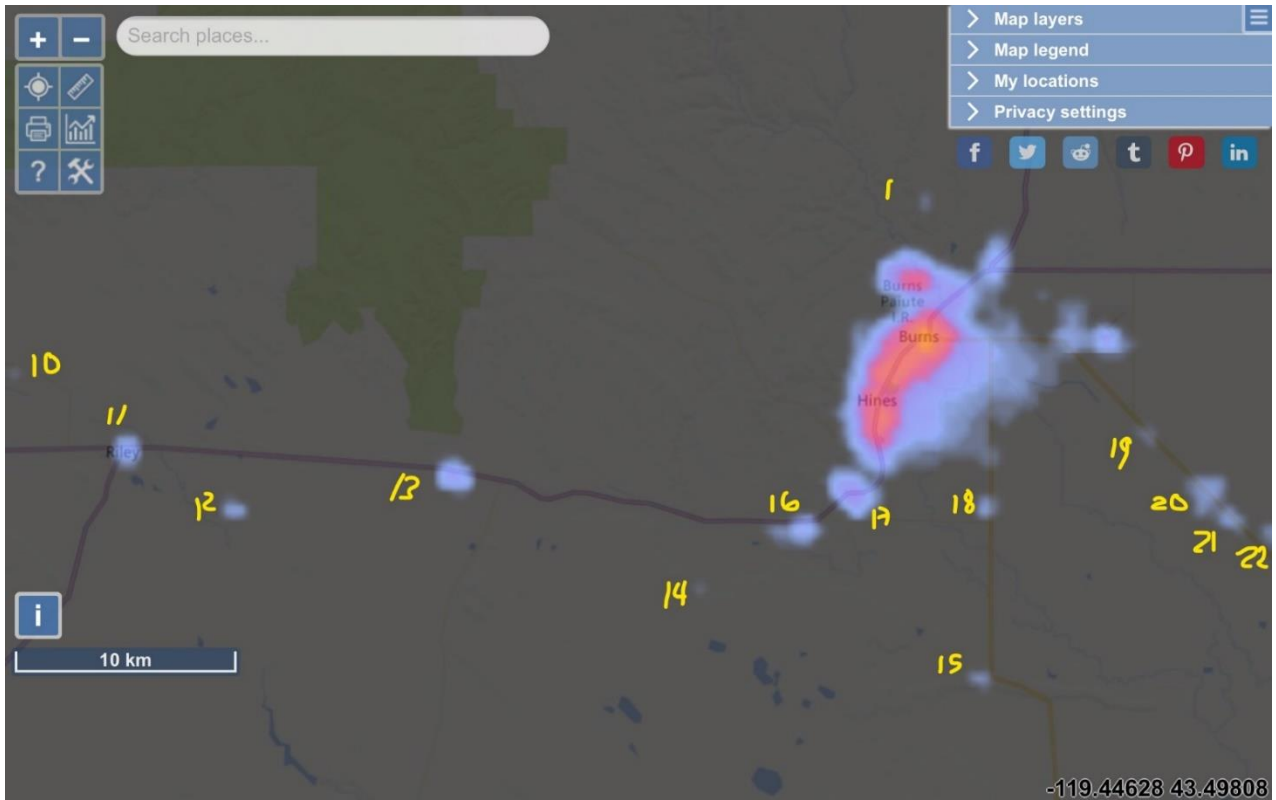 + −
Search places...
Map layers
Map legend
My locations
Privacy settings
?
f t in
1
Burns
Paiute
I.R.
Burns
10
Hines
11
Riley
19
13
12
16
18
20
17
21
22
14
i
10 km
15
-119.44628 43.49808